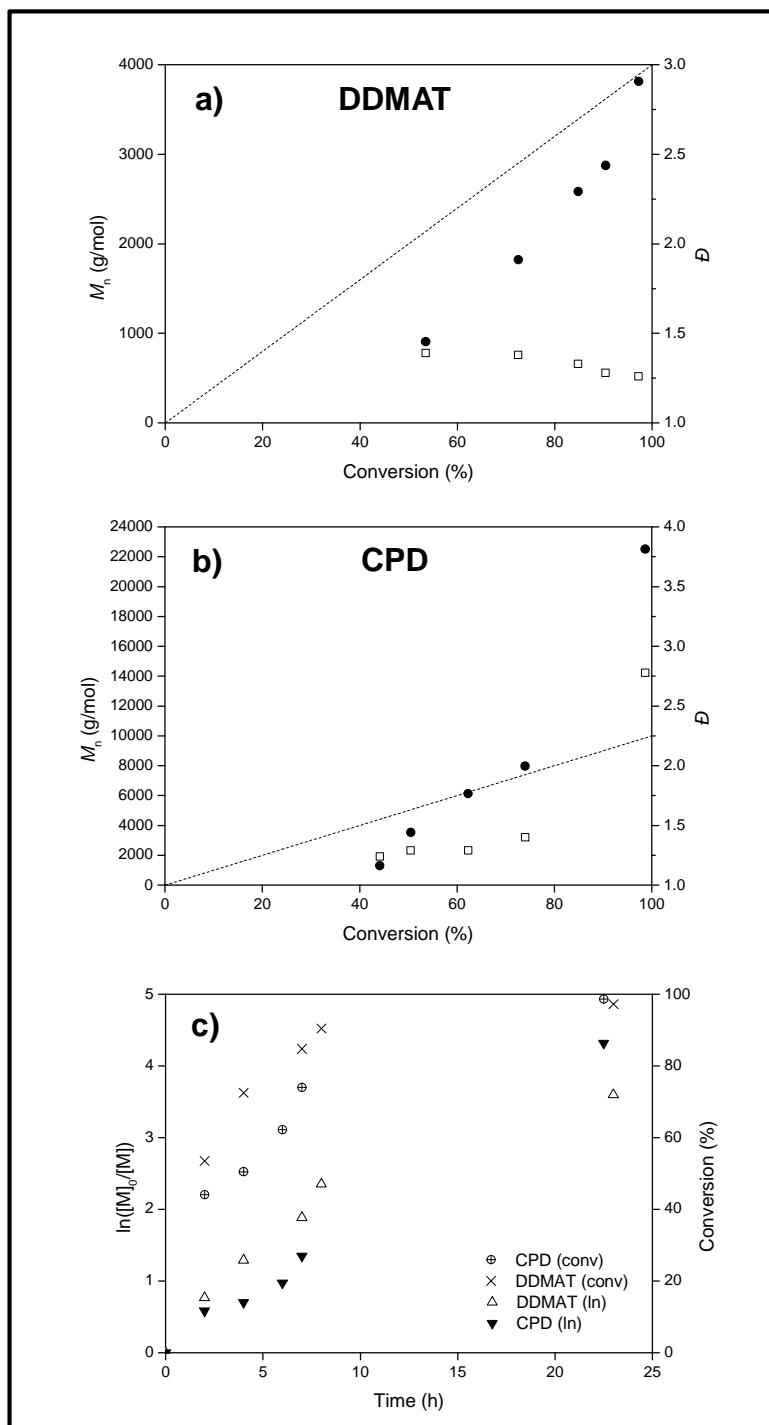 a) DDMAT
4000
3000
2000
1000
0
3.0
2.5
2.0
1.5
1.0
Mn (g/mol)
Đ
0 20 40 60 80 100
Conversion (%)
b) CPD
24000
22000
20000
18000
16000
14000
12000
10000
8000
6000
4000
2000
0
4.0
3.5
3.0
2.5
2.0
1.5
1.0
Mn (g/mol)
Đ
0 20 40 60 80 100
Conversion (%)
c)
5
4
3
2
1
0
100
80
60
40
20
0
ln([M]0/[M])
Conversion (%)
CPD (conv)
DDMAT (conv)
DDMAT (ln)
CPD (ln)
0 5 10 15 20 25
Time (h)